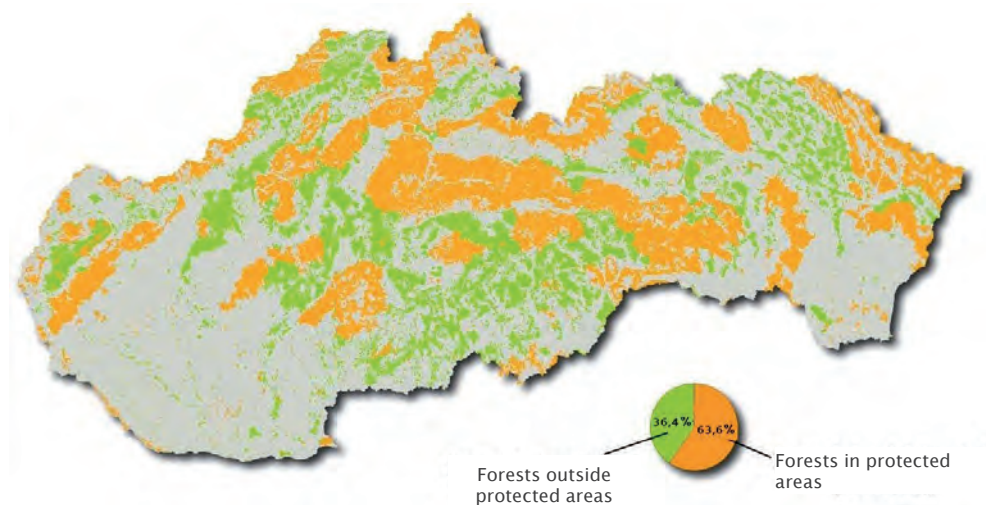 36,4%
63,6%
Forests outside
protected areas
Forests in protected
areas